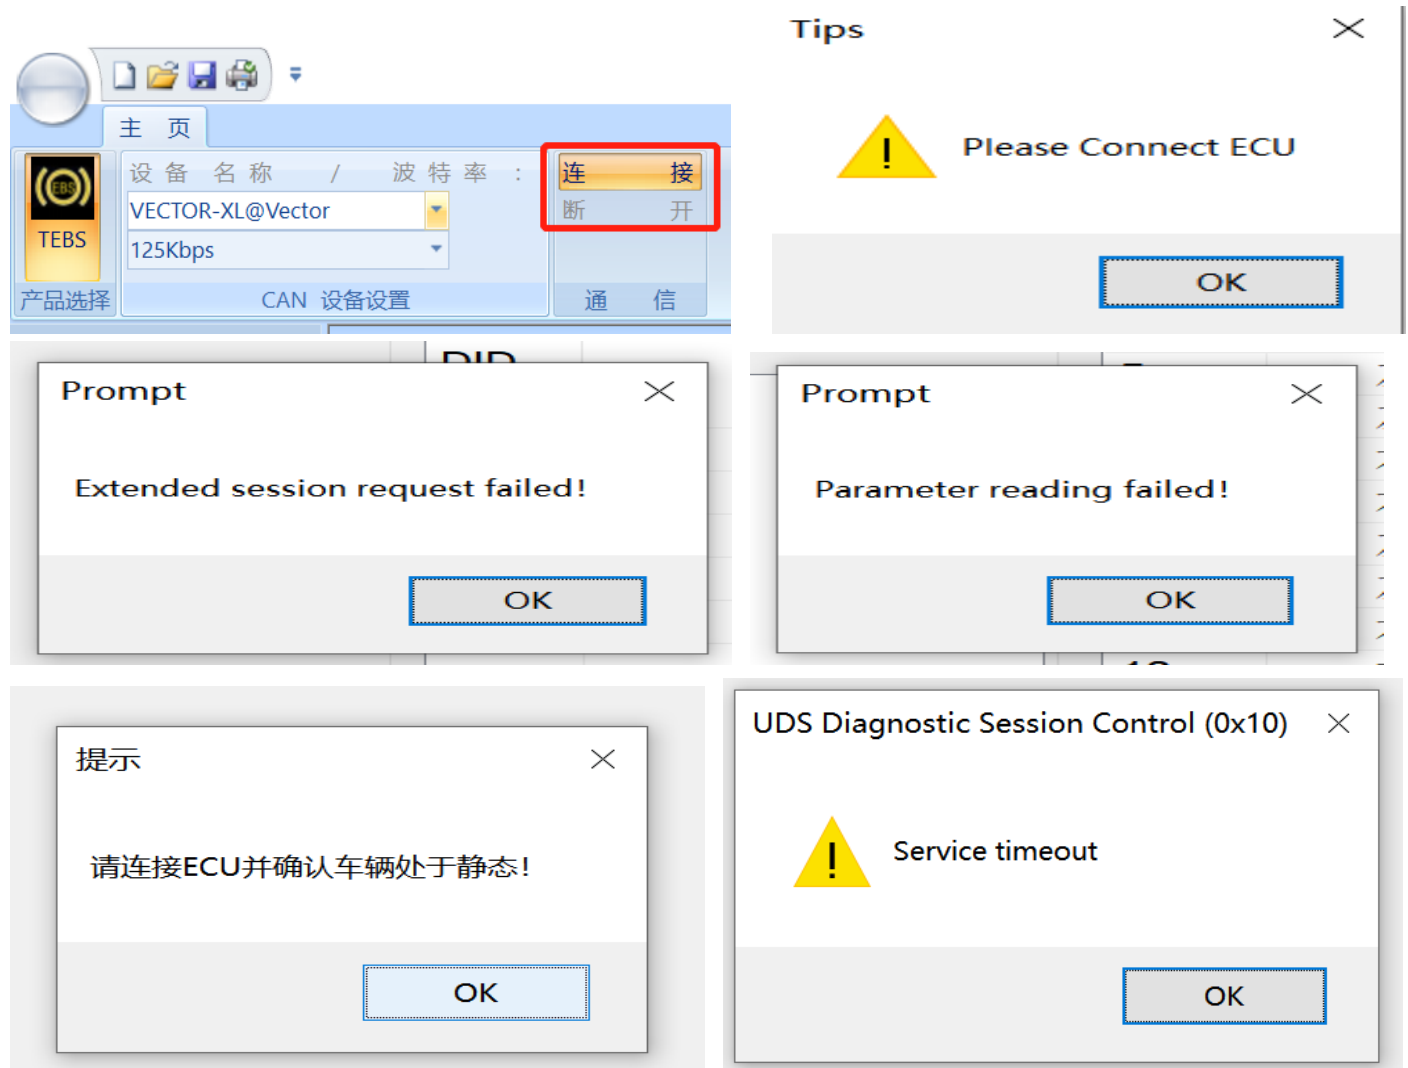 主 页
设备 名称 / 波特率 :
VECTOR-XL@Vector
125Kbps
EBS
TEBS
产品选择
CAN 设备设置
连 接
断 开
通 信
Tips
Please Connect ECU
OK
DID
Prompt
Extended session request failed!
OK
Prompt
Parameter reading failed!
OK
提示
请连接ECU并确认车辆处于静态!
OK
UDS Diagnostic Session Control (0x10)
Service timeout
OK